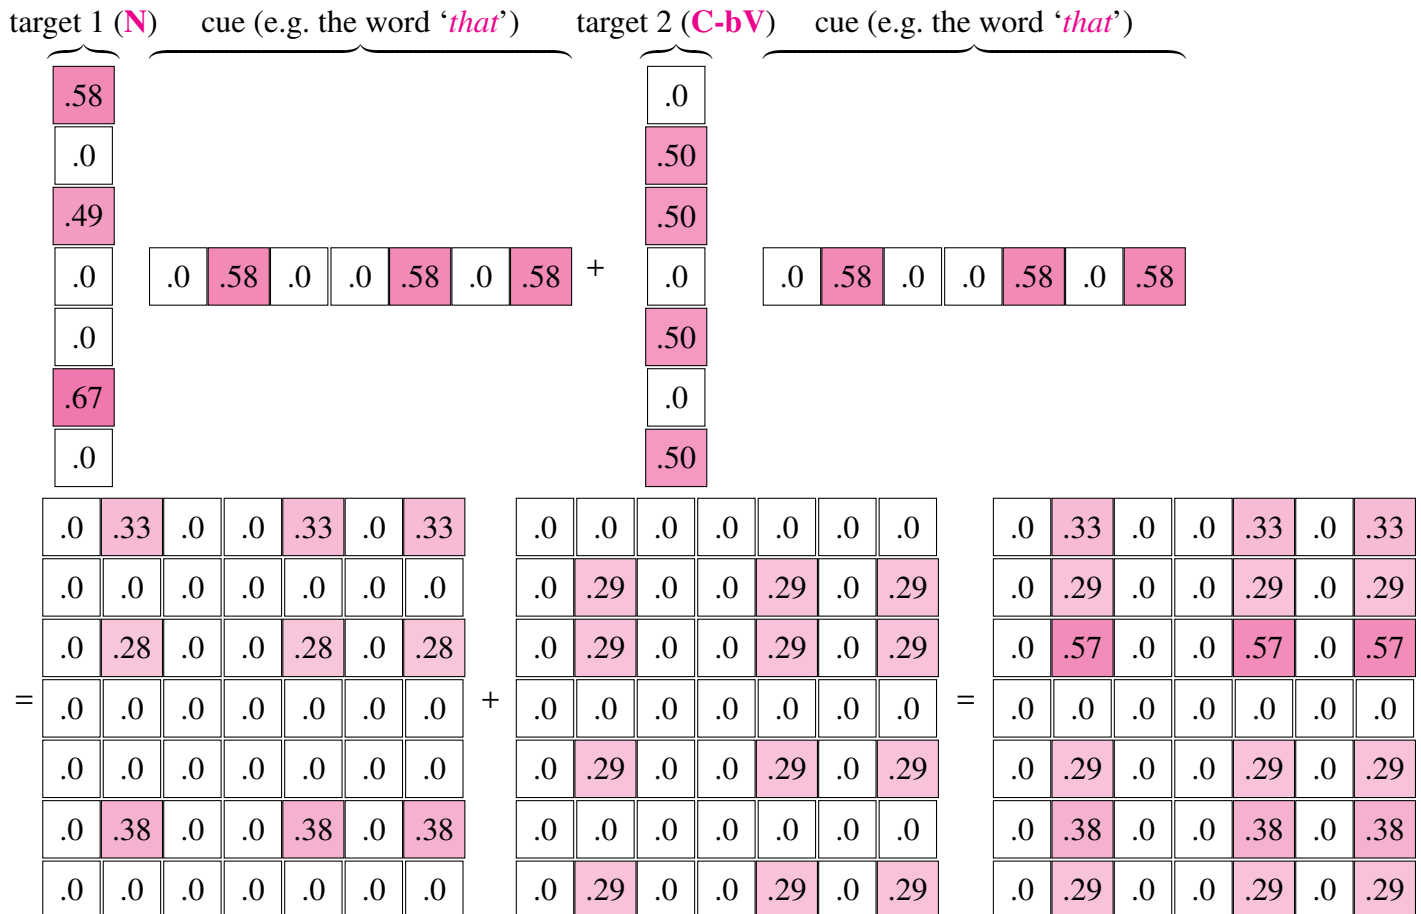 target 1 (N) cue (e.g. the word ‘that’) target 2 (C-bV) cue (e.g. the word ‘that’)
.58 .0
.0 .50
.49 .50
.0 .0 .58 .0 .0 .58 .0 .58 + .0 .0 .58 .0 .0 .58 .0 .58
.0 .50
.67 .0
.0 .50
.0 .33 .0 .0 .33 .0 .33 .0 .0 .0 .0 .0 .0 .0 .0 .33 .0 .0 .33 .0 .33
.0 .0 .0 .0 .0 .0 .0 .0 .29 .0 .0 .29 .0 .29 .0 .29 .0 .0 .29 .0 .29
.0 .28 .0 .0 .28 .0 .28 .0 .29 .0 .0 .29 .0 .29 .0 .57 .0 .0 .57 .0 .57
= .0 .0 .0 .0 .0 .0 .0 + .0 .0 .0 .0 .0 .0 .0 = .0 .0 .0 .0 .0 .0 .0
.0 .0 .0 .0 .0 .0 .0 .0 .29 .0 .0 .29 .0 .29 .0 .29 .0 .0 .29 .0 .29
.0 .38 .0 .0 .38 .0 .38 .0 .0 .0 .0 .0 .0 .0 .0 .38 .0 .0 .38 .0 .38
.0 .0 .0 .0 .0 .0 .0 .0 .29 .0 .0 .29 .0 .29 .0 .29 .0 .0 .29 .0 .29